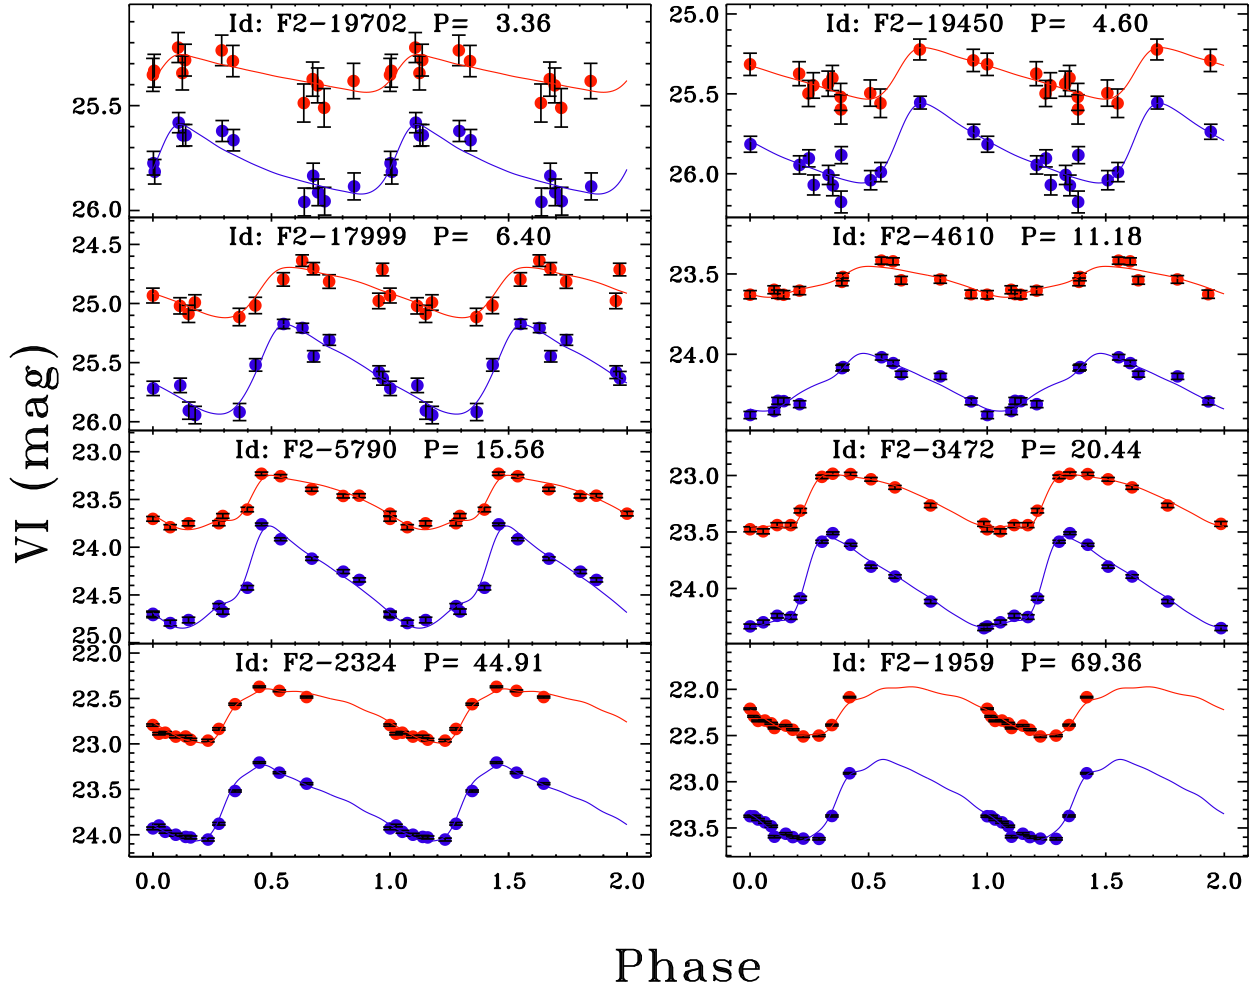 Id: F2-19702 P= 3.36
25.5
26.0
Id: F2-19450 P= 4.60
25.0
25.5
26.0
Id: F2-17999 P= 6.40
24.5
25.0
25.5
26.0
Id: F2-4610 P= 11.18
23.5
24.0
Id: F2-5790 P= 15.56
23.0
23.5
24.0
24.5
25.0
Id: F2-3472 P= 20.44
23.0
23.5
24.0
Id: F2-2324 P= 44.91
22.0
22.5
23.0
23.5
24.0
Id: F2-1959 P= 69.36
22.0
22.5
23.0
23.5
0.0 0.5 1.0 1.5 2.0
0.0 0.5 1.0 1.5 2.0
VI (mag)
Phase